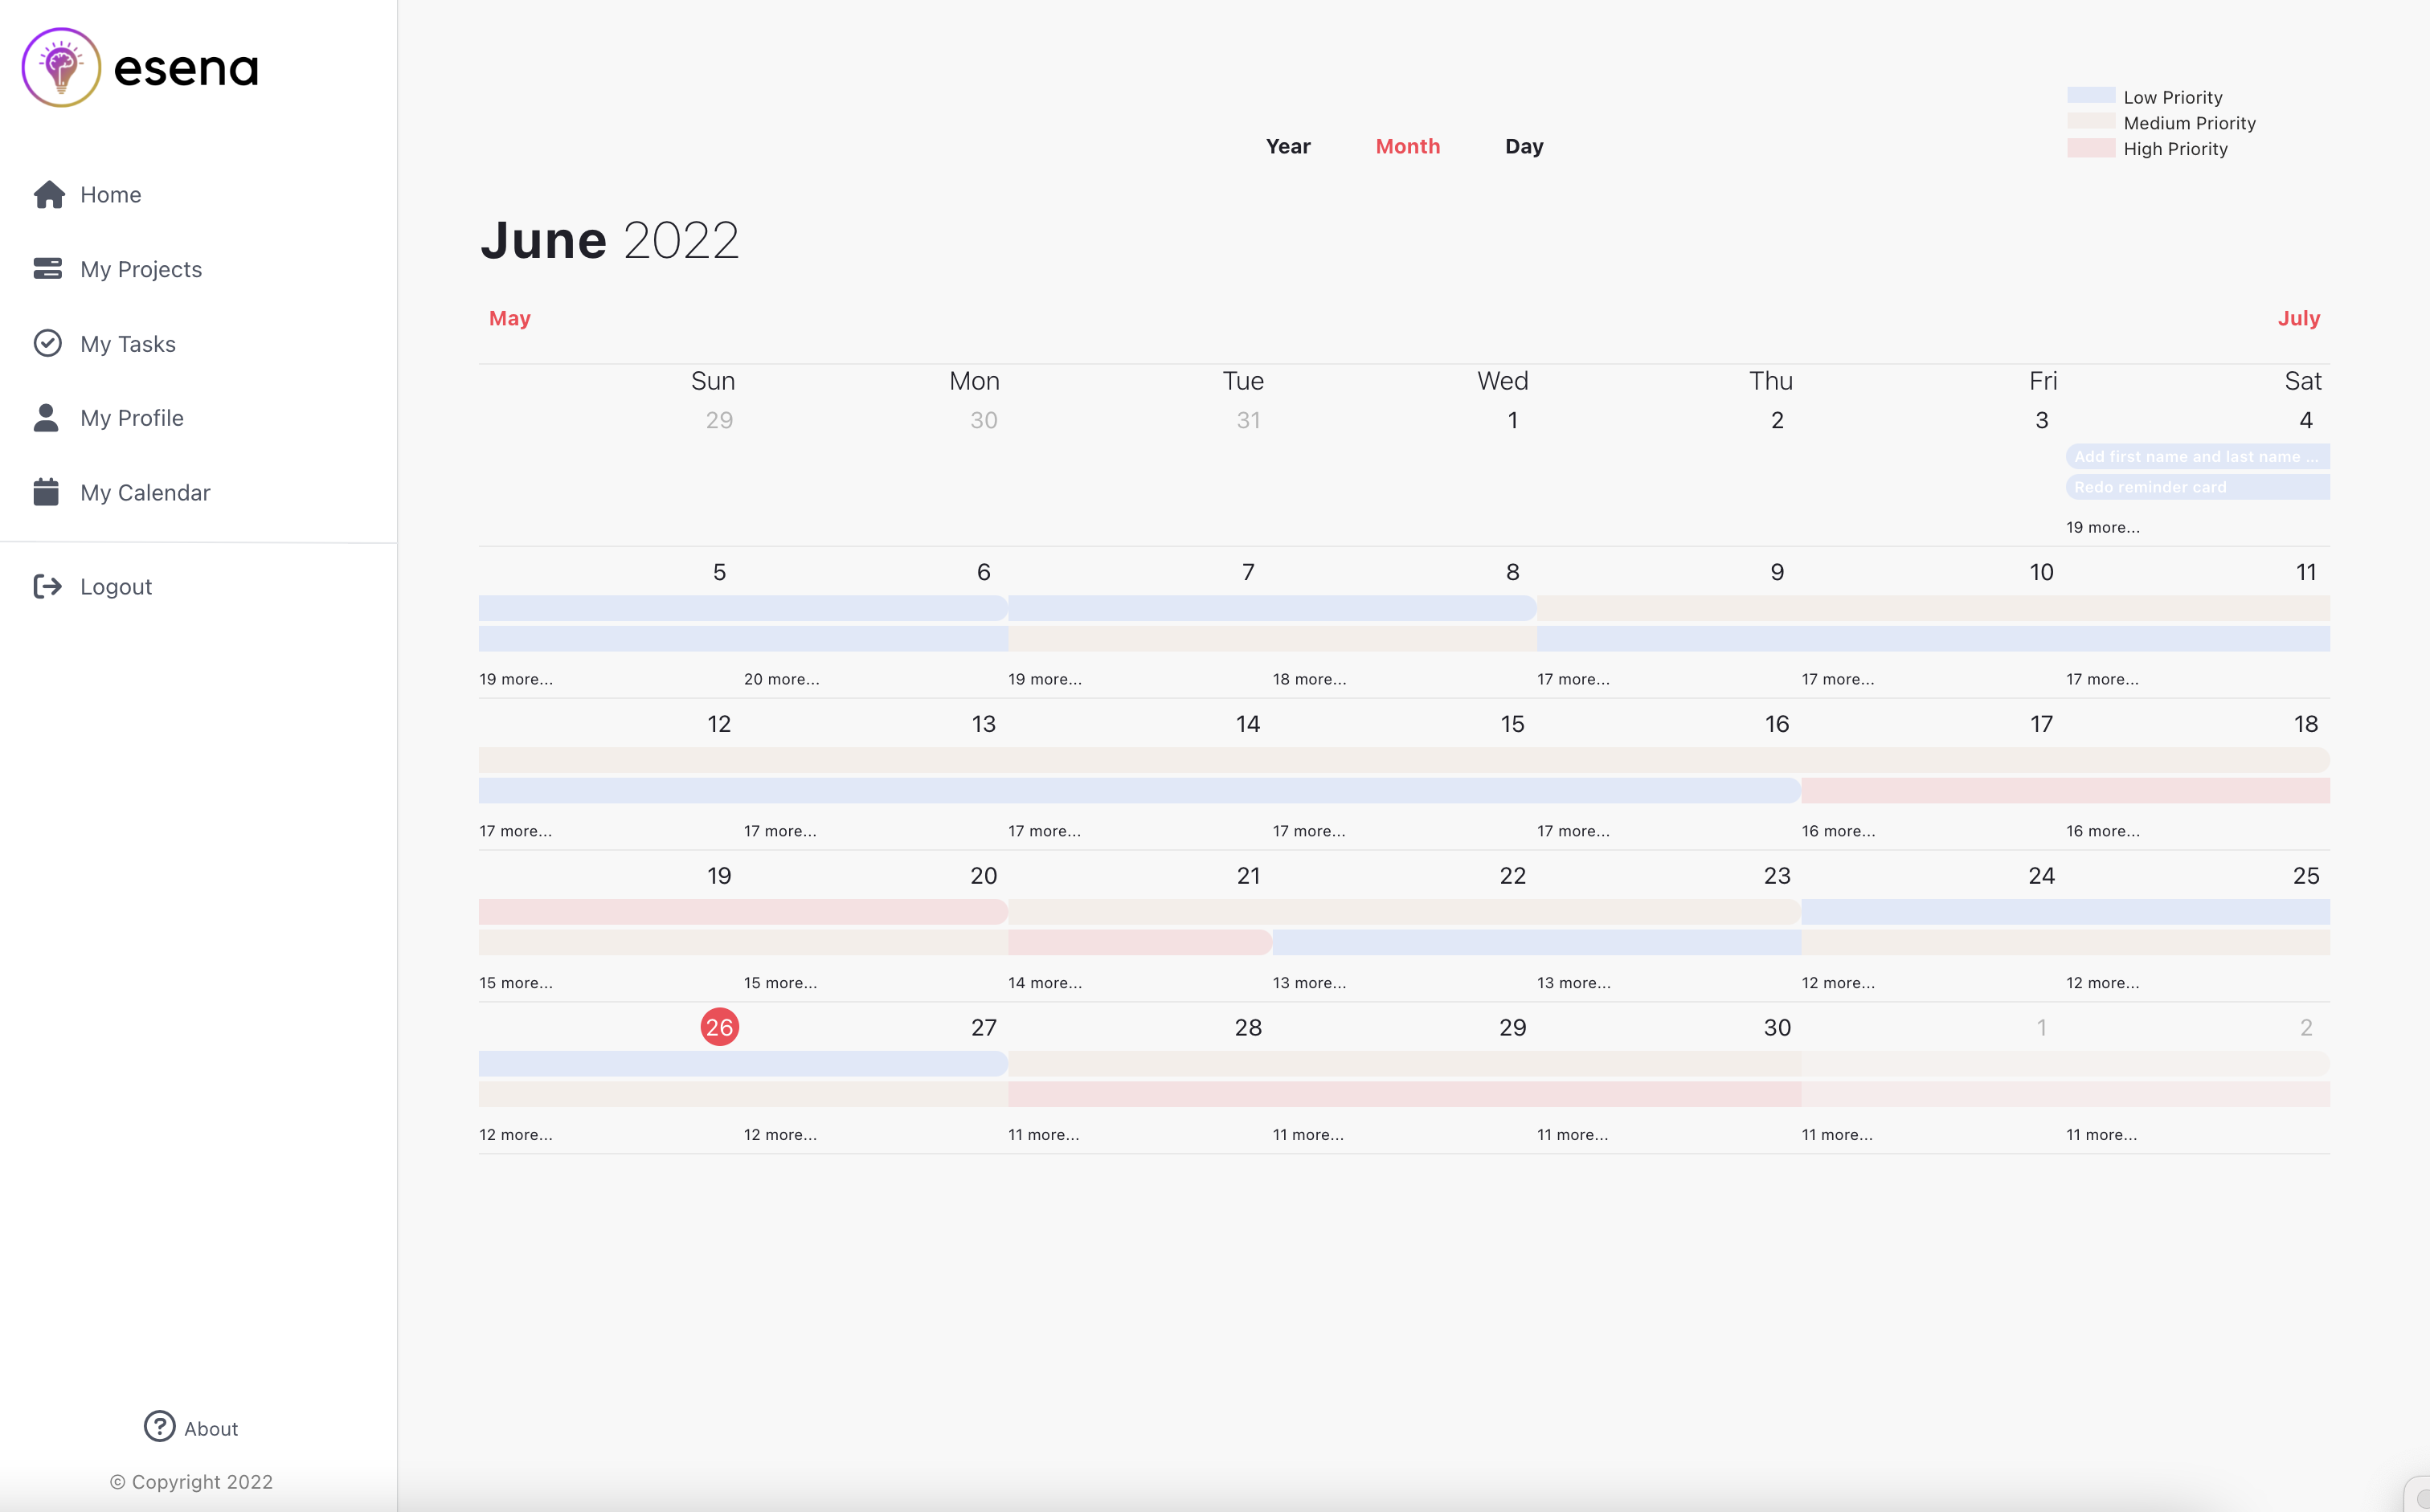 esena
Home
My Projects
My Tasks
My Profile
My Calendar
Logout
About
© Copyright 2022
Low Priority
Medium Priority
High Priority
Year Month Day
June 2022
May July
Sun Mon Tue Wed Thu Fri Sat
29 30 31 1 2 3 4
Add first name and last name ...
Redo reminder card
19 more...
5 6 7 8 9 10 11
19 more... 20 more... 19 more... 18 more... 17 more... 17 more... 17 more...
12 13 14 15 16 17 18
17 more... 17 more... 17 more... 17 more... 17 more... 16 more... 16 more...
19 20 21 22 23 24 25
15 more... 15 more... 14 more... 13 more... 13 more... 12 more... 12 more...
26 27 28 29 30 1 2
12 more... 12 more... 11 more... 11 more... 11 more... 11 more... 11 more...